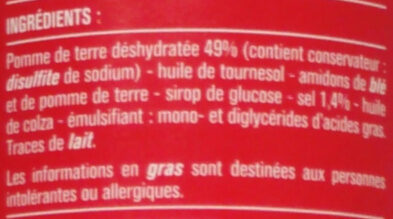 INGRÉDIENTS :
Pomme de terre déshydratée 49% (contient conservateur :
disulfite de sodium) - huile de tournesol - amidons de blé
et de pomme de terre - sirop de glucose - sel 1,4% - huile
de colza - émulsifiant : mono- et diglycérides d'acides gras.
Traces de lait.
Les informations en gras sont destinées aux personnes
intolérantes ou allergiques.